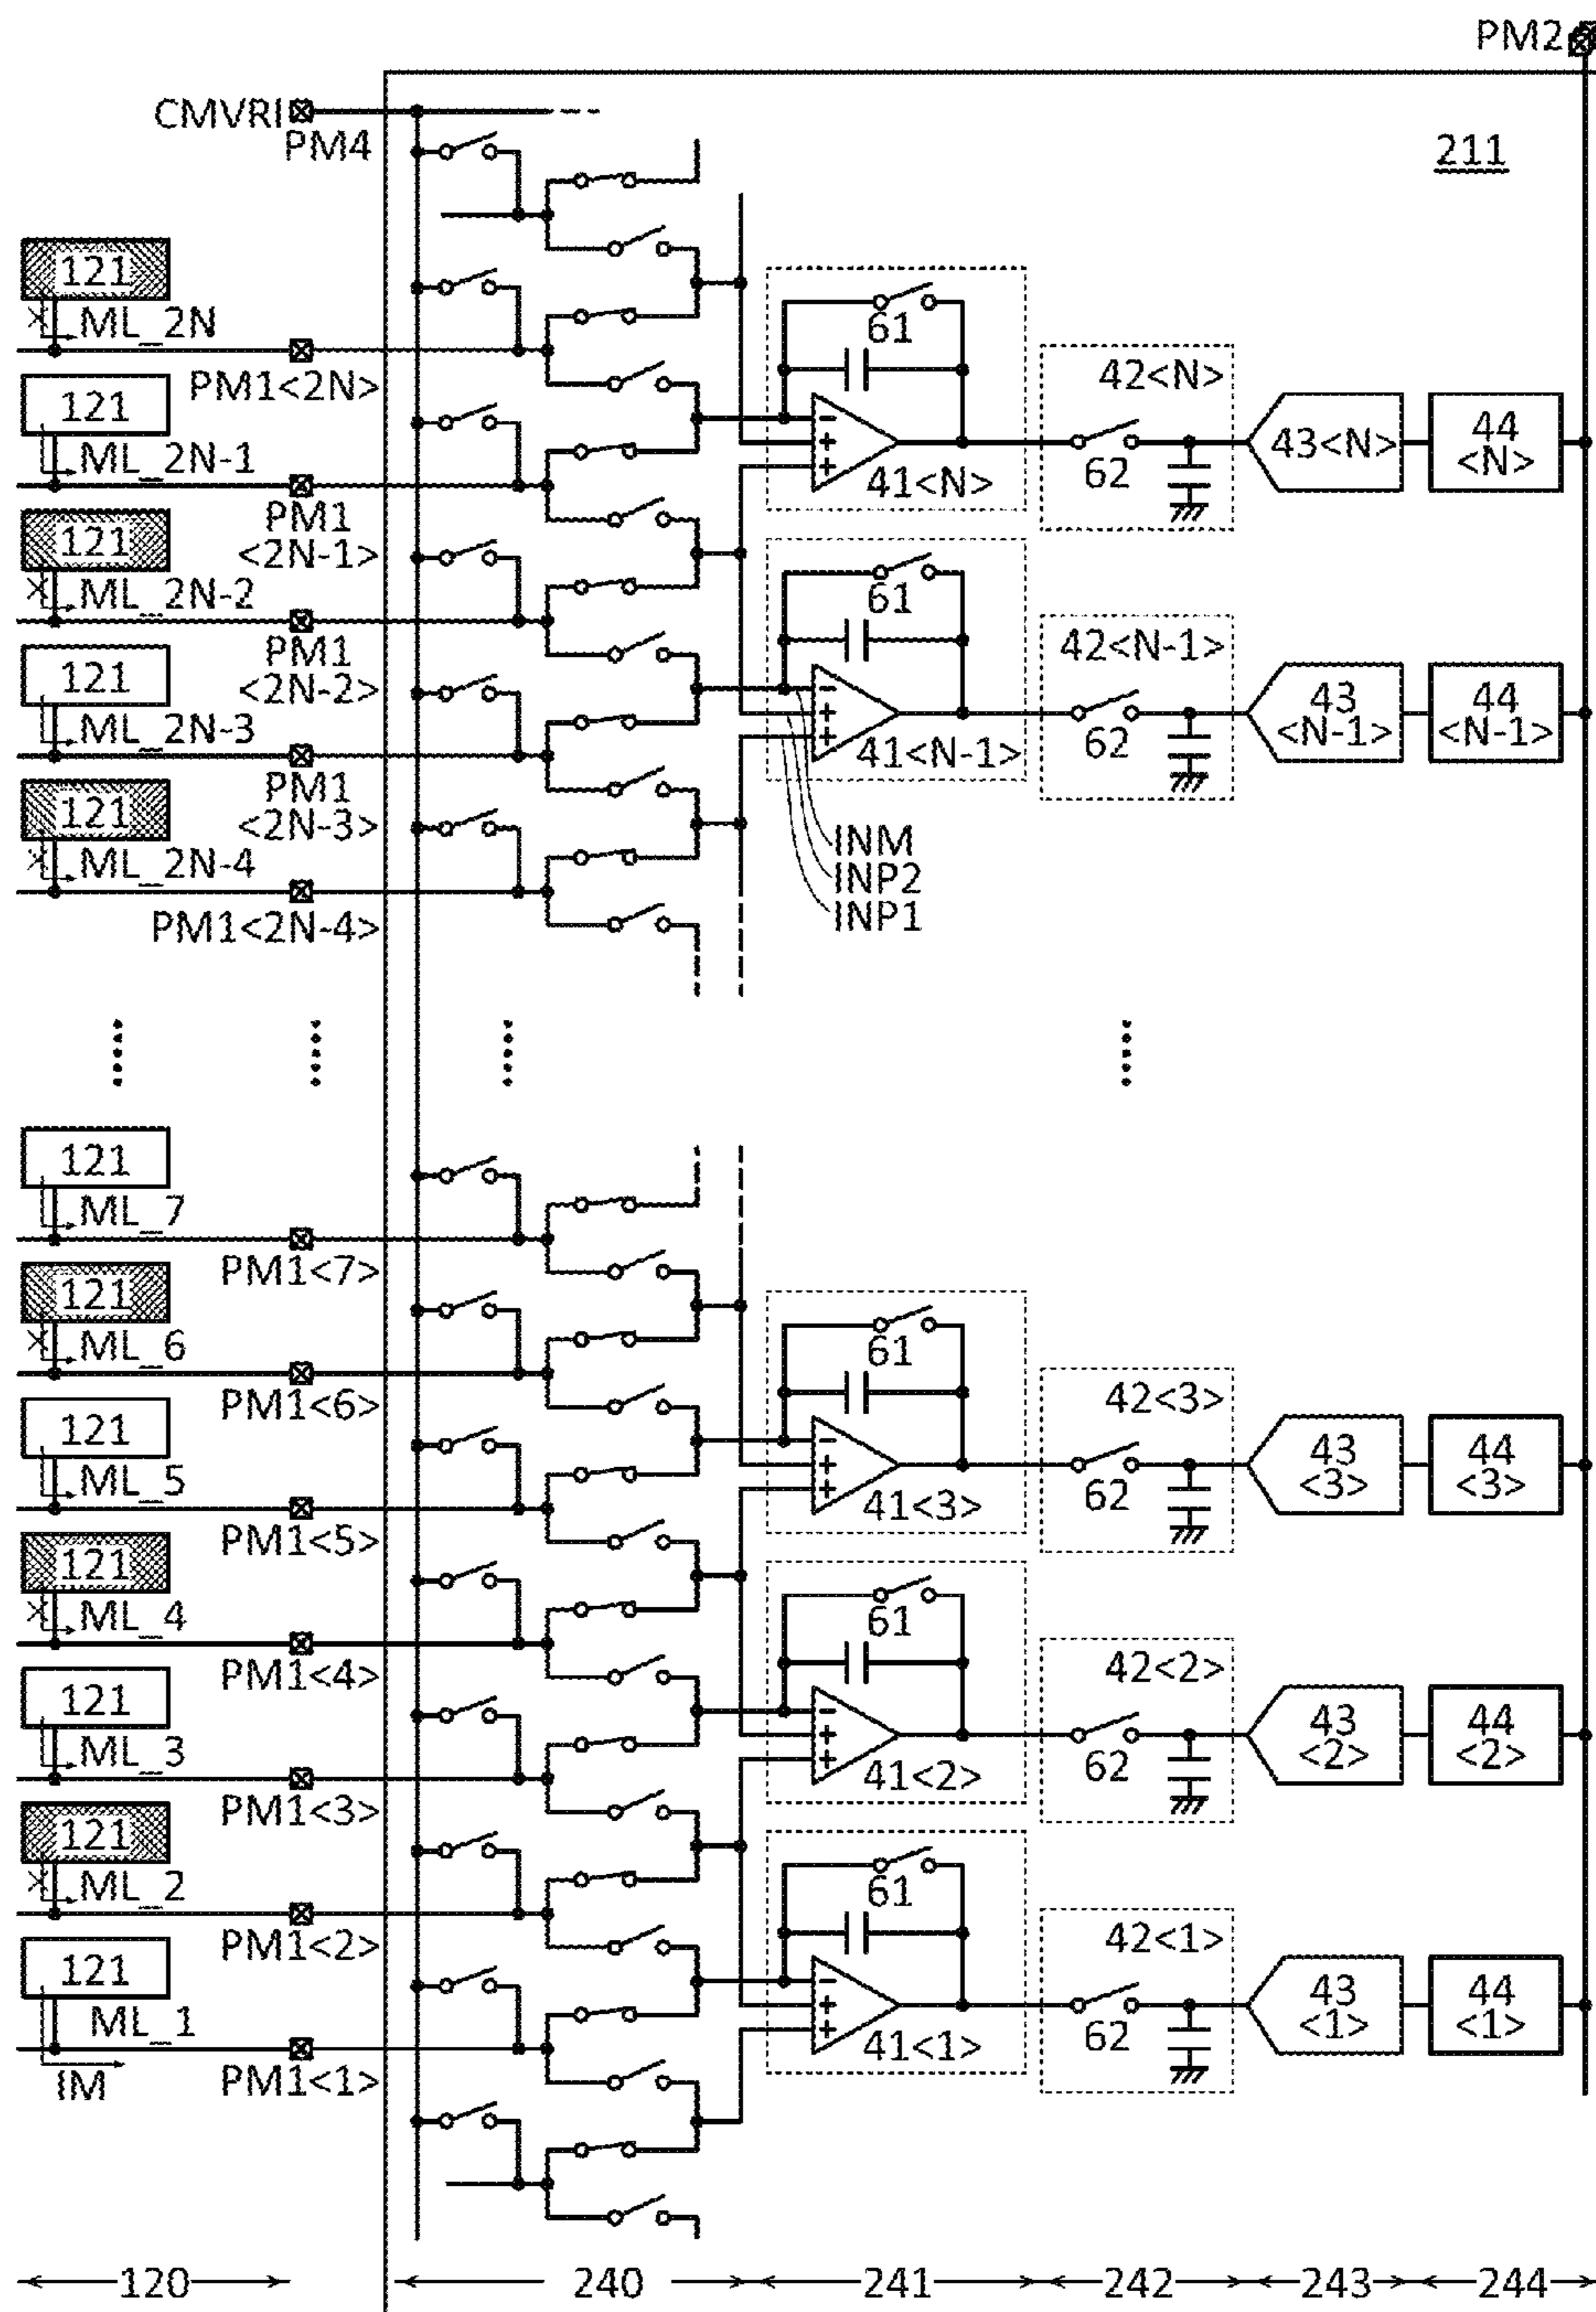 PM2
CMVRI
PM4
211
121
ML_2N
PM1<2N>
61
42<N>
121
ML_2N-1
41<N>
62
43<N>
44
<N>
PM1
<2N-1>
121
ML_2N-2
61
PM1
<2N-2>
42<N-1>
121
ML_2N-3
41<N-1>
62
43
<N-1>
44
<N-1>
PM1
<2N-3>
121
ML_2N-4
INM
INP2
INP1
PM1<2N-4>
121
ML_7
PM1<7>
121
ML_6
61
PM1<6>
42<3>
121
ML_5
41<3>
62
43
<3>
44
<3>
PM1<5>
121
ML_4
61
PM1<4>
42<2>
121
ML_3
41<2>
62
43
<2>
44
<2>
PM1<3>
121
ML_2
61
PM1<2>
42<1>
121
ML_1
41<1>
62
43
<1>
44
<1>
IM
PM1<1>
120 240 241 242 243 244